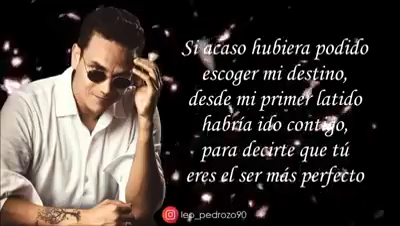 Si acaso hubiera podido
escoger mi destino,
desde mi primer latido
habría ido contigo,
para decirte que tú
eres el ser más perfecto
leo_pedrozo90